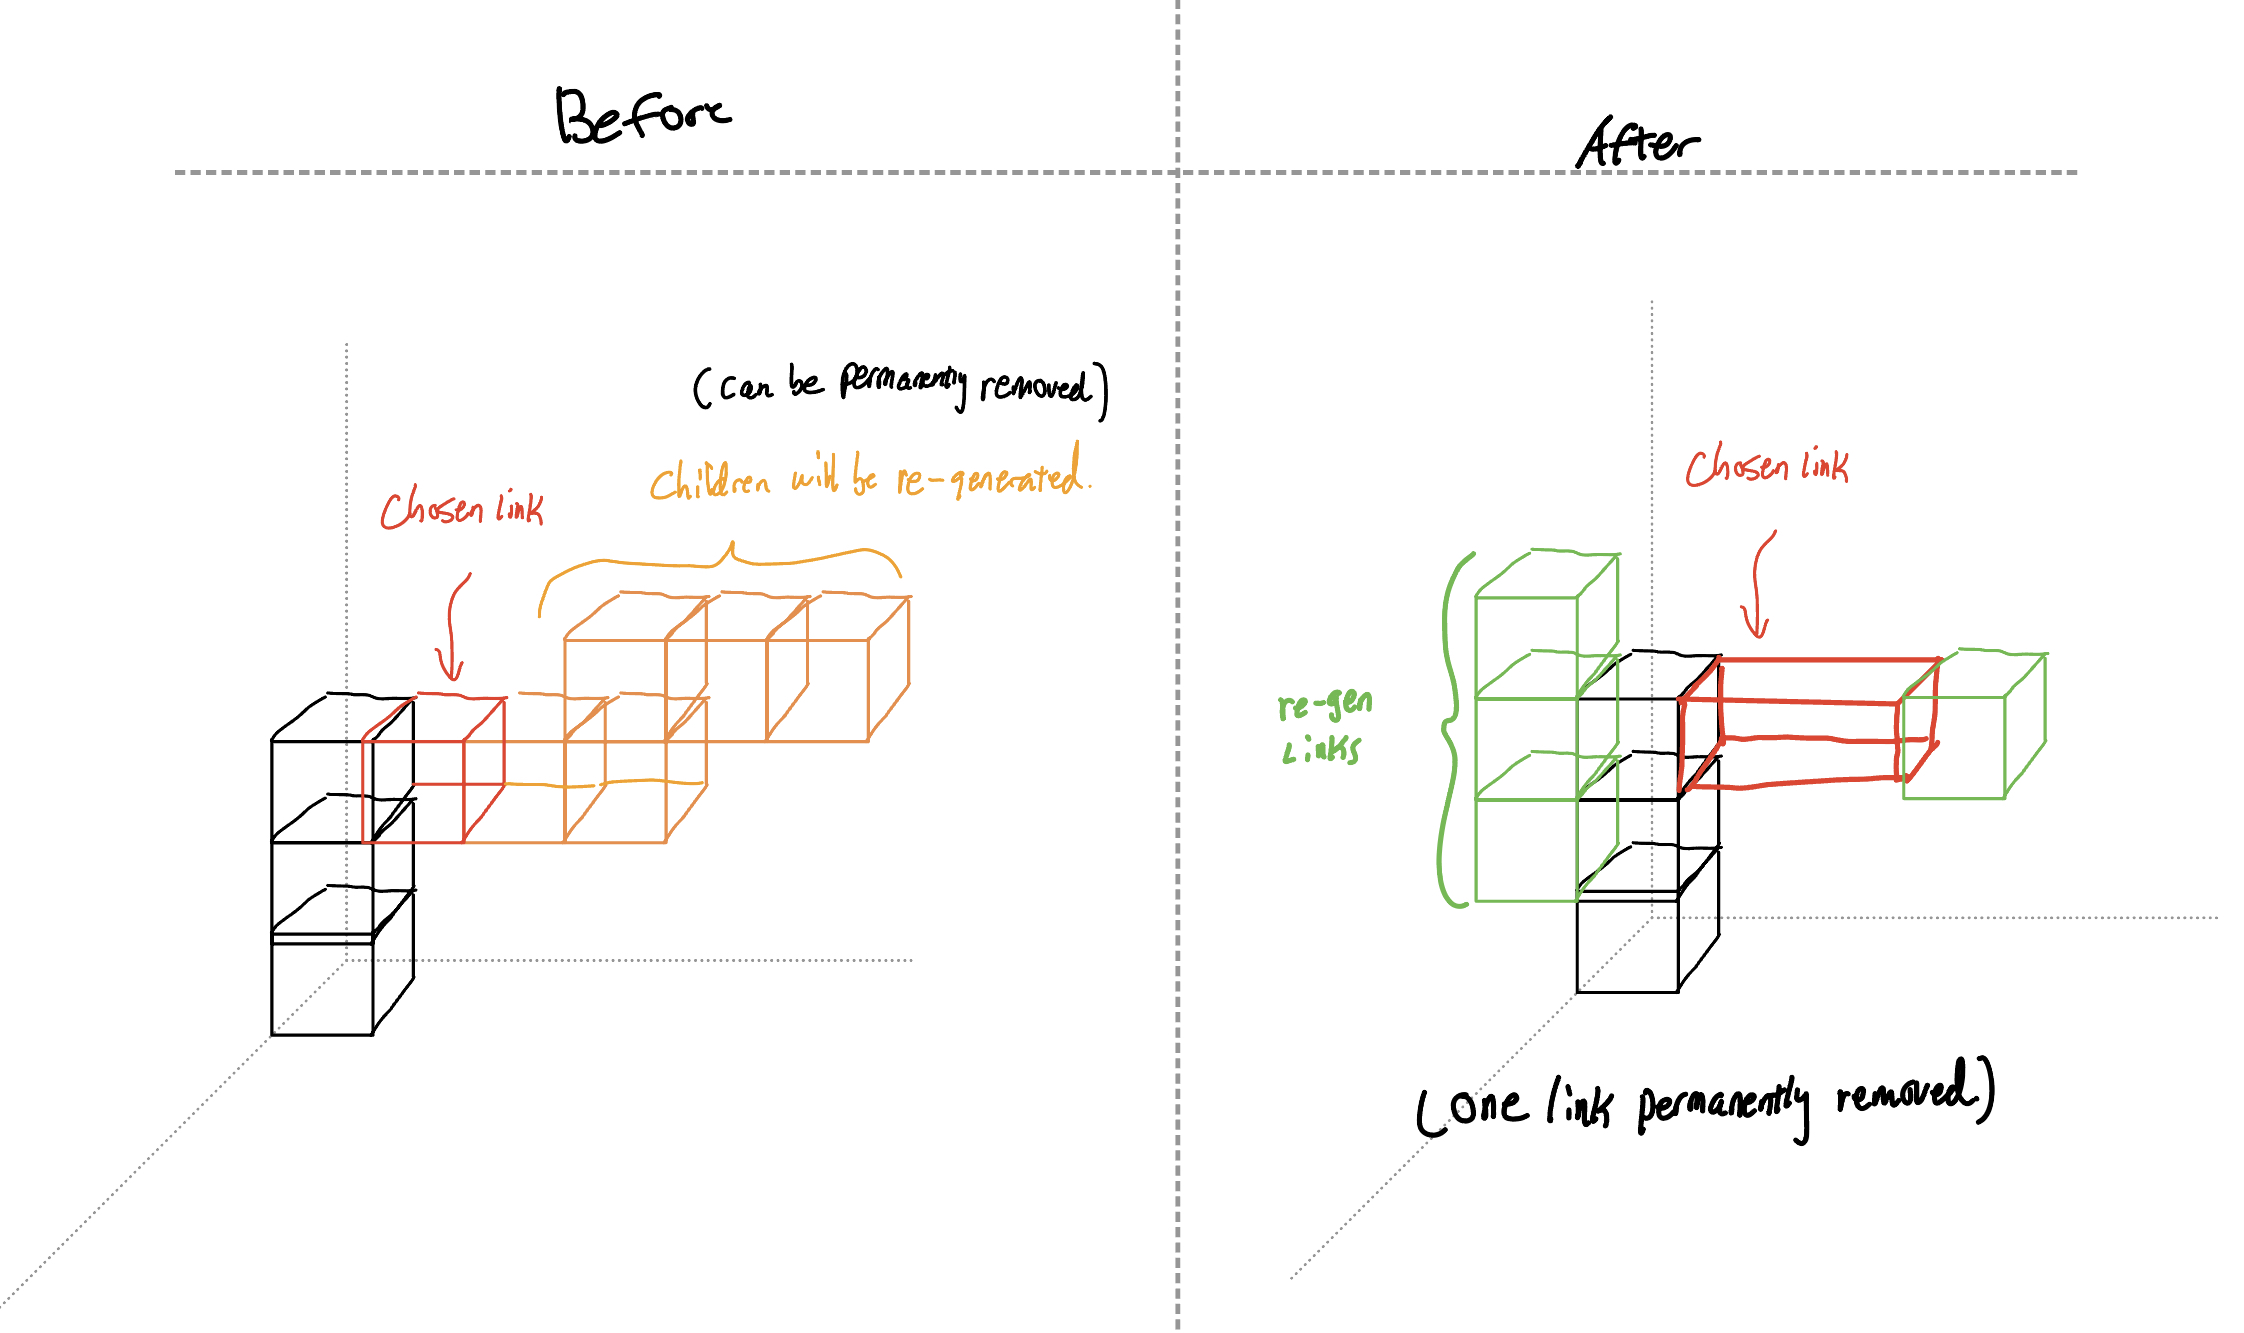 Before
After
(can be permanently removed)
Children will be re-generated.
Chosen link
Chosen link
re-gen
Links
(One link permanently removed)